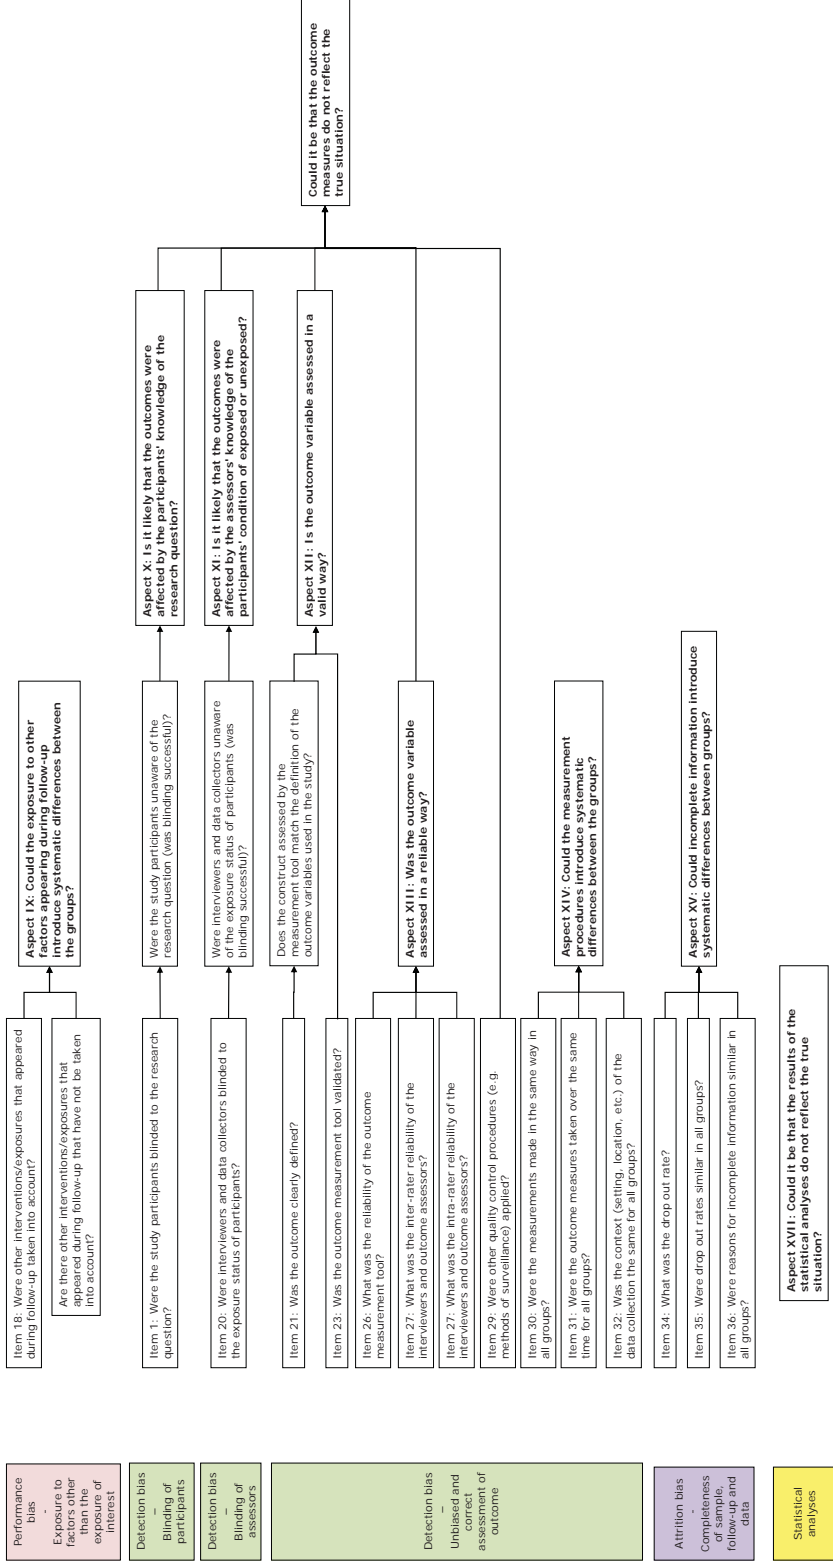 Performance
bias
-
Exposure to
factors other
than the
exposure of
interest
Item 18: Were other interventions/exposures that appeared
during follow-up taken into account?
Are there other interventions/exposures that
appeared during follow-up that have not be taken
into account?
Aspect IX: Could the exposure to other
factors appearing during follow-up
introduce systematic differences between
the groups?
Detection bias
–
Blinding of
participants
Item 1: Were the study participants blinded to the research
question?
Were the study participants unaware of the
research question (was blinding successful)?
Aspect X: Is it likely that the outcomes were
affected by the participants' knowledge of the
research question?
Detection bias
–
Blinding of
assessors
Item 20: Were interviewers and data collectors blinded to
the exposure status of participants?
Were interviewers and data collectors unaware
of the exposure status of participants (was
blinding successful)?
Aspect XI: Is it likely that the outcomes were
affected by the assessors' knowledge of the
participants' condition of exposed or unexposed?
Detection bias
–
Unbiased and
correct
assessment of
outcome
Item 21: Was the outcome clearly defined?
Does the construct assessed by the
measurement tool match the definition of the
outcome variables used in the study?
Item 23: Was the outcome measurement tool validated?
Aspect XII: Is the outcome variable assessed in a
valid way?
Item 26: What was the reliability of the outcome
measurement tool?
Item 27: What was the inter-rater reliability of the
interviewers and outcome assessors?
Item 27: What was the intra-rater reliability of the
interviewers and outcome assessors?
Aspect XIII: Was the outcome variable
assessed in a reliable way?
Item 29: Were other quality control procedures (e.g.
methods of surveillance) applied?
Could it be that the outcome
measures do not reflect the
true situation?
Item 30: Were the measurements made in the same way in
all groups?
Item 31: Were the outcome measures taken over the same
time for all groups?
Item 32: Was the context (setting, location, etc.) of the
data collection the same for all groups?
Aspect XIV: Could the measurement
procedures introduce systematic
differences between the groups?
Attrition bias
-
Completeness
of sample,
follow-up and
data
Item 34: What was the drop out rate?
Item 35: Were drop out rates similar in all groups?
Item 36: Were reasons for incomplete information similar in
all groups?
Aspect XV: Could incomplete information introduce
systematic differences between groups?
Statistical
analyses
Aspect XVII: Could it be that the results of the
statistical analyses do not reflect the true
situation?